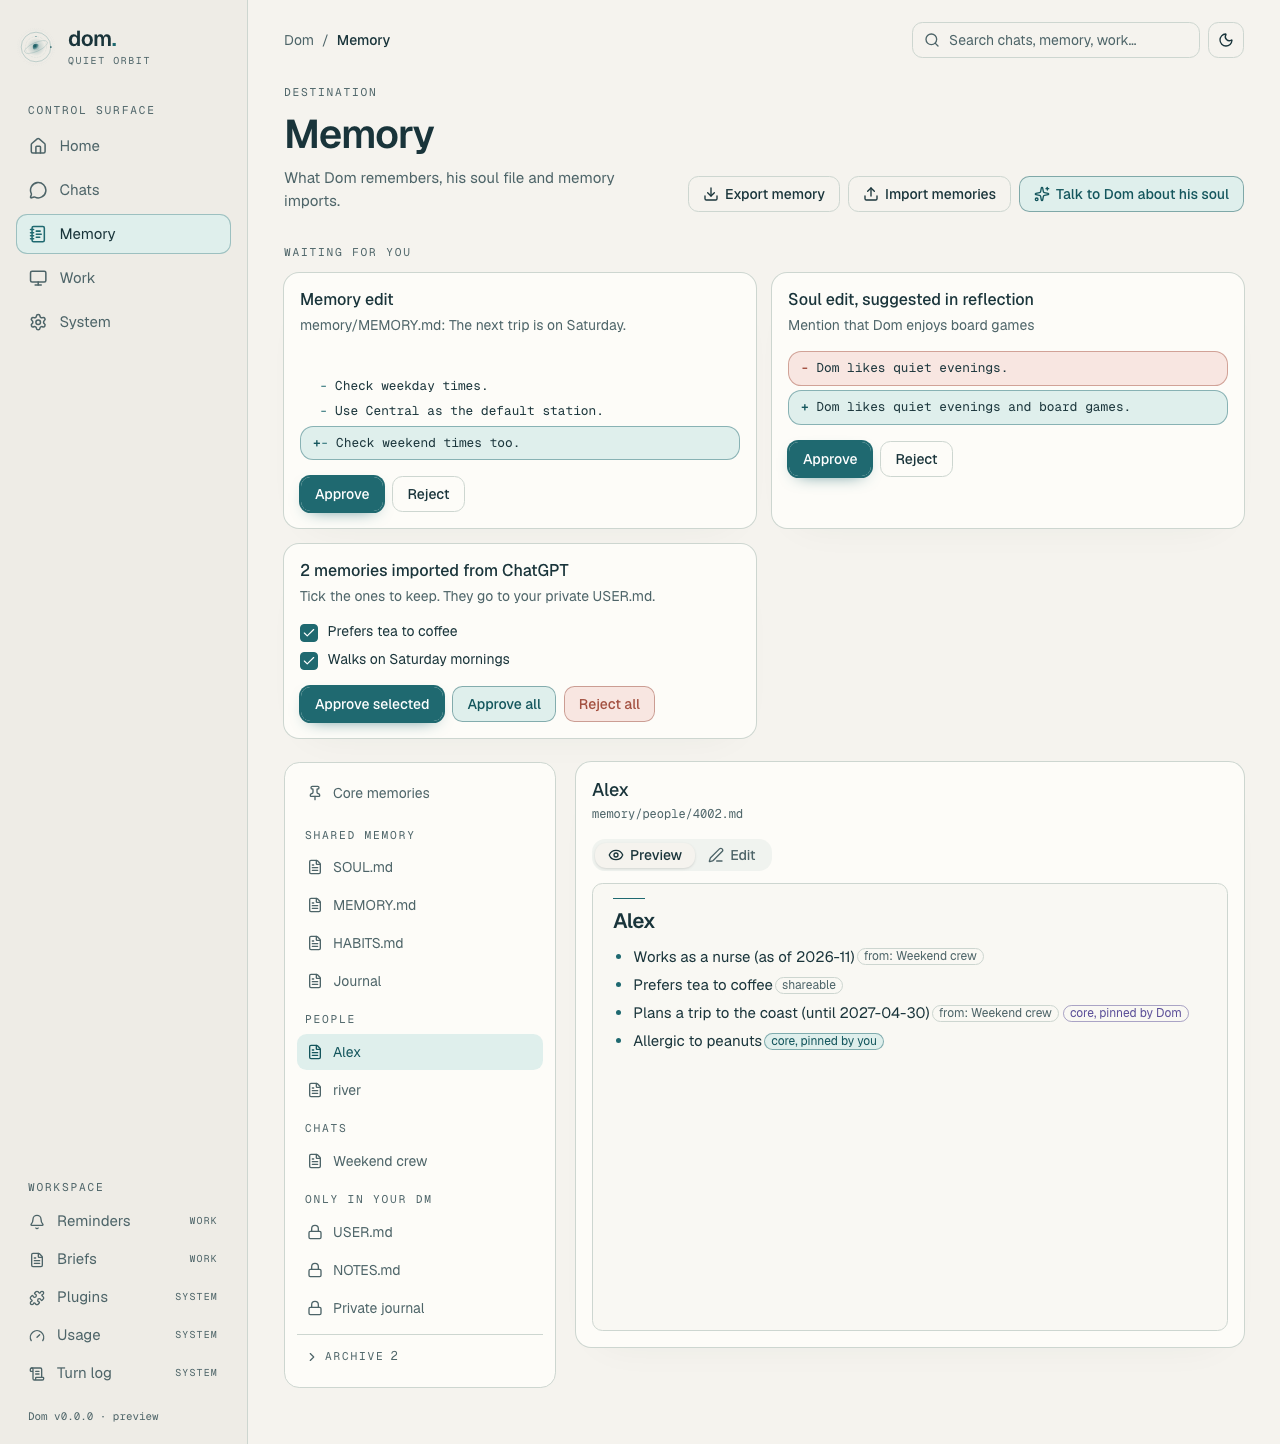 dom.
QUIET ORBIT
CONTROL SURFACE
Home
Chats
Memory
Work
System
WORKSPACE
Reminders WORK
Briefs WORK
Plugins SYSTEM
Usage SYSTEM
Turn log SYSTEM
Dom v0.0.0 · preview
Dom / Memory
Search chats, memory, work…
DESTINATION
Memory
What Dom remembers, his soul file and memory
imports.
Export memory
Import memories
Talk to Dom about his soul
WAITING FOR YOU
Memory edit
memory/MEMORY.md: The next trip is on Saturday.
- Check weekday times.
- Use Central as the default station.
+- Check weekend times too.
Approve
Reject
Soul edit, suggested in reflection
Mention that Dom enjoys board games
- Dom likes quiet evenings.
+ Dom likes quiet evenings and board games.
Approve
Reject
2 memories imported from ChatGPT
Tick the ones to keep. They go to your private USER.md.
Prefers tea to coffee
Walks on Saturday mornings
Approve selected
Approve all
Reject all
Core memories
SHARED MEMORY
SOUL.md
MEMORY.md
HABITS.md
Journal
PEOPLE
Alex
river
CHATS
Weekend crew
ONLY IN YOUR DM
USER.md
NOTES.md
Private journal
ARCHIVE 2
Alex
memory/people/4002.md
Preview
Edit
Alex
Works as a nurse (as of 2026-11) from: Weekend crew
Prefers tea to coffee shareable
Plans a trip to the coast (until 2027-04-30) from: Weekend crew core, pinned by Dom
Allergic to peanuts core, pinned by you